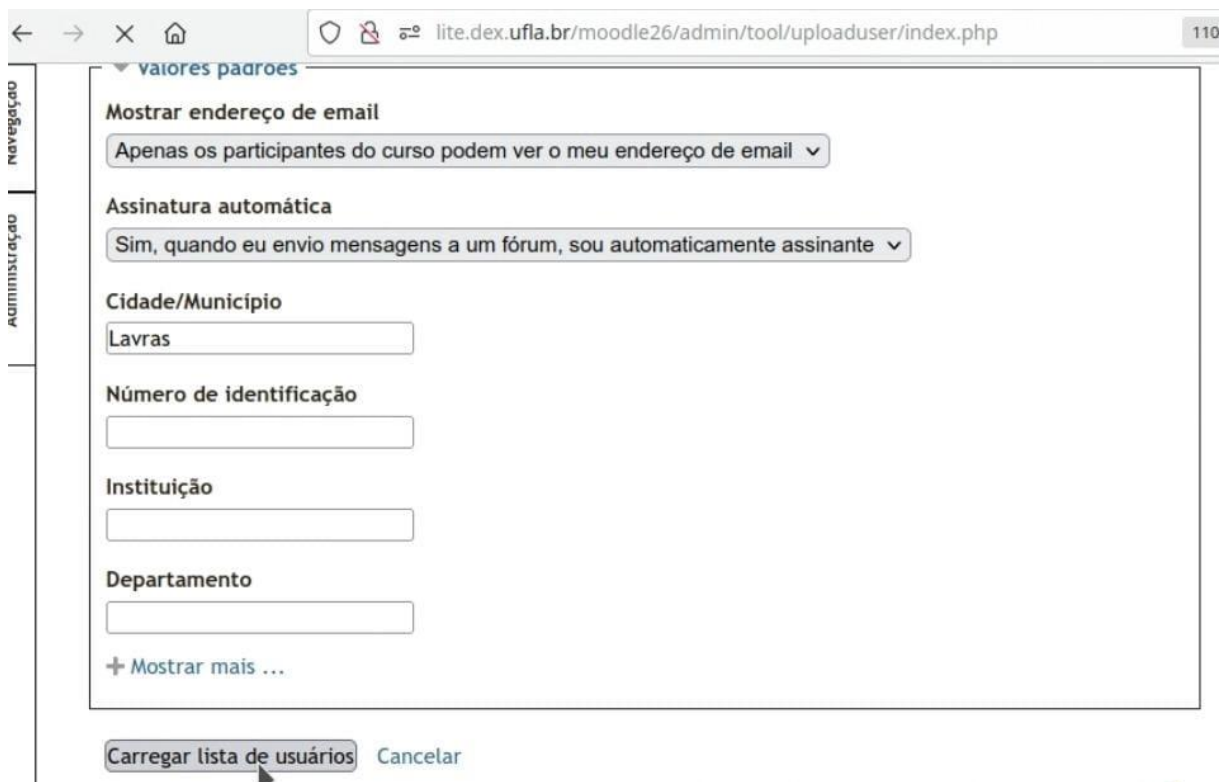 lite.dex.ufla.br/moodle26/admin/tool/uploaduser/index.php
110
Navegação
Administração
Valores padrões
Mostrar endereço de email
Apenas os participantes do curso podem ver o meu endereço de email
Assinatura automática
Sim, quando eu envio mensagens a um fórum, sou automaticamente assinante
Cidade/Município
Lavras
Número de identificação
Instituição
Departamento
Mostrar mais ...
Carregar lista de usuários Cancelar